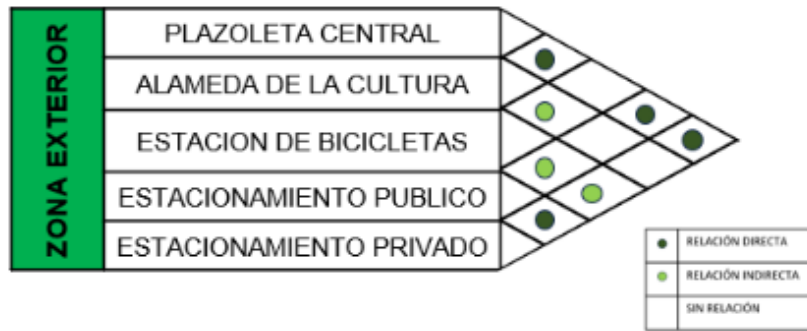 ZONA EXTERIOR
PLAZOLETA CENTRAL
ALAMEDA DE LA CULTURA
ESTACION DE BICICLETAS
ESTACIONAMIENTO PUBLICO
ESTACIONAMIENTO PRIVADO
RELACIÓN DIRECTA
RELACIÓN INDIRECTA
SIN RELACIÓN